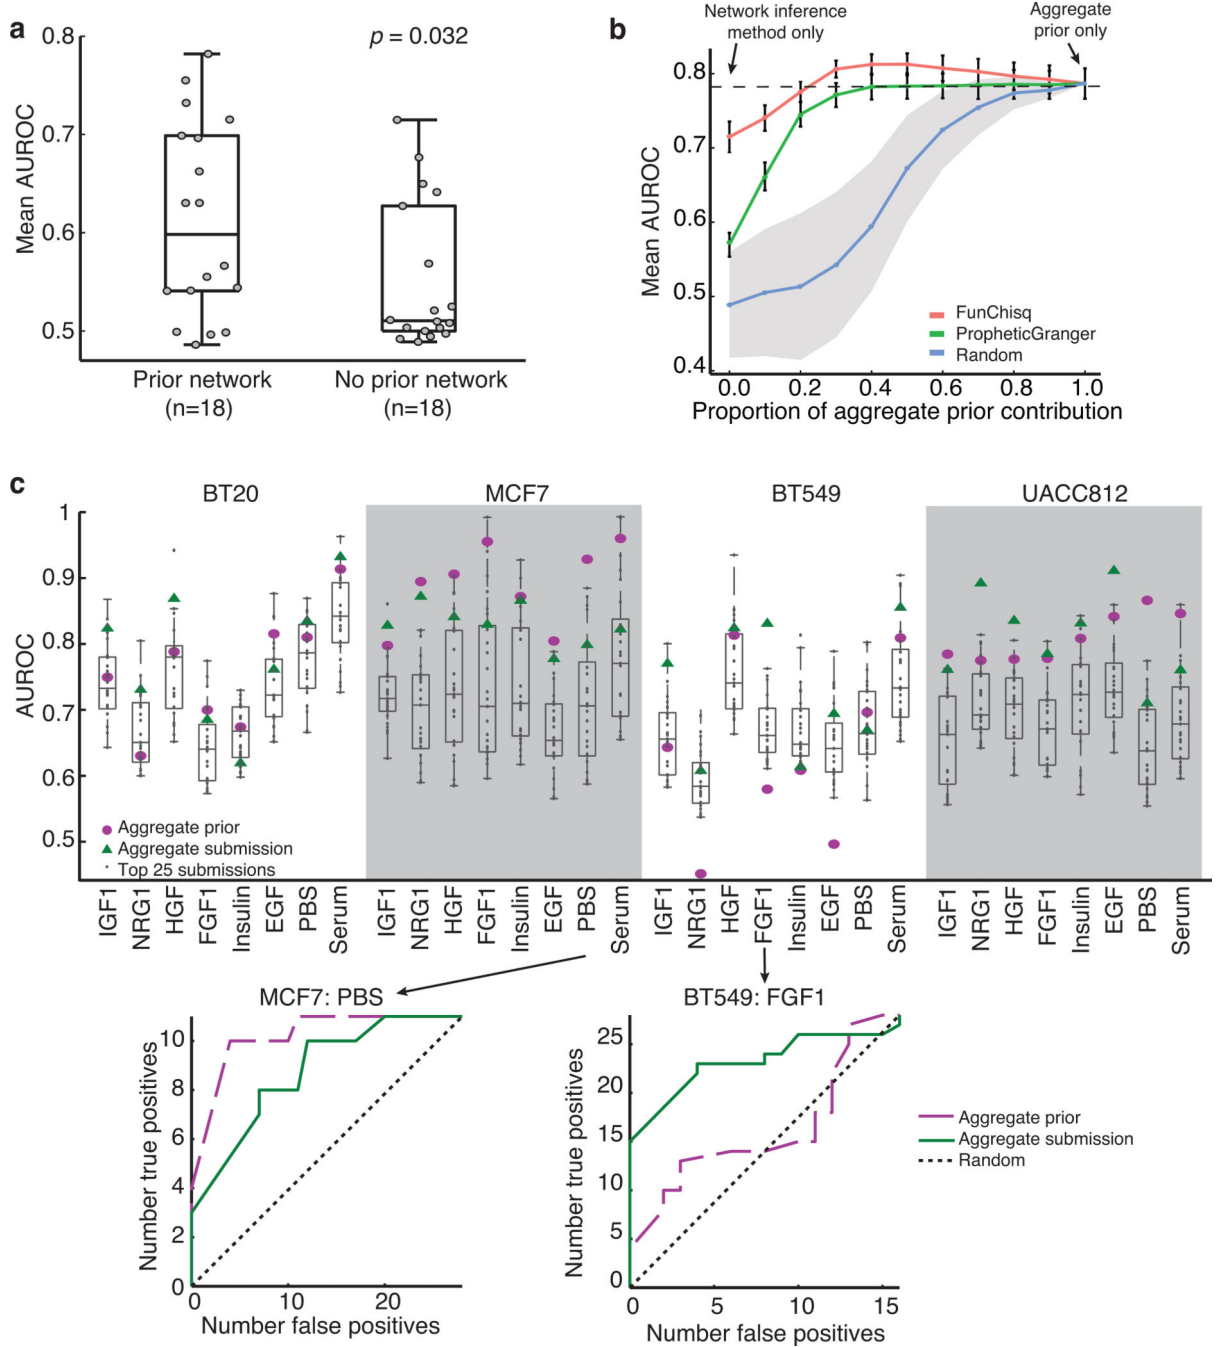 a
p = 0.032
Mean AUROC
0.8
0.7
0.6
0.5
Prior network
(n=18)
No prior network
(n=18)
b
Network inference
method only
Aggregate
prior only
Mean AUROC
0.8
0.7
0.6
0.5
0.4
FunChisq
PropheticGranger
Random
0.0 0.2 0.4 0.6 0.8 1.0
Proportion of aggregate prior contribution
c
BT20 MCF7 BT549 UACC812
AUROC
1
0.9
0.8
0.7
0.6
0.5
Aggregate prior
Aggregate submission
Top 25 submissions
IGF1 NRG1 HGF FGF1 Insulin EGF PBS Serum IGF1 NRG1 HGF FGF1 Insulin EGF PBS Serum IGF1 NRG1 HGF FGF1 Insulin EGF PBS Serum IGF1 NRG1 HGF FGF1 Insulin EGF PBS Serum
MCF7: PBS
Number true positives
10
8
6
4
2
0
0 10 20
Number false positives
BT549: FGF1
Number true positives
25
20
15
10
5
0
0 5 10 15
Number false positives
Aggregate prior
Aggregate submission
Random